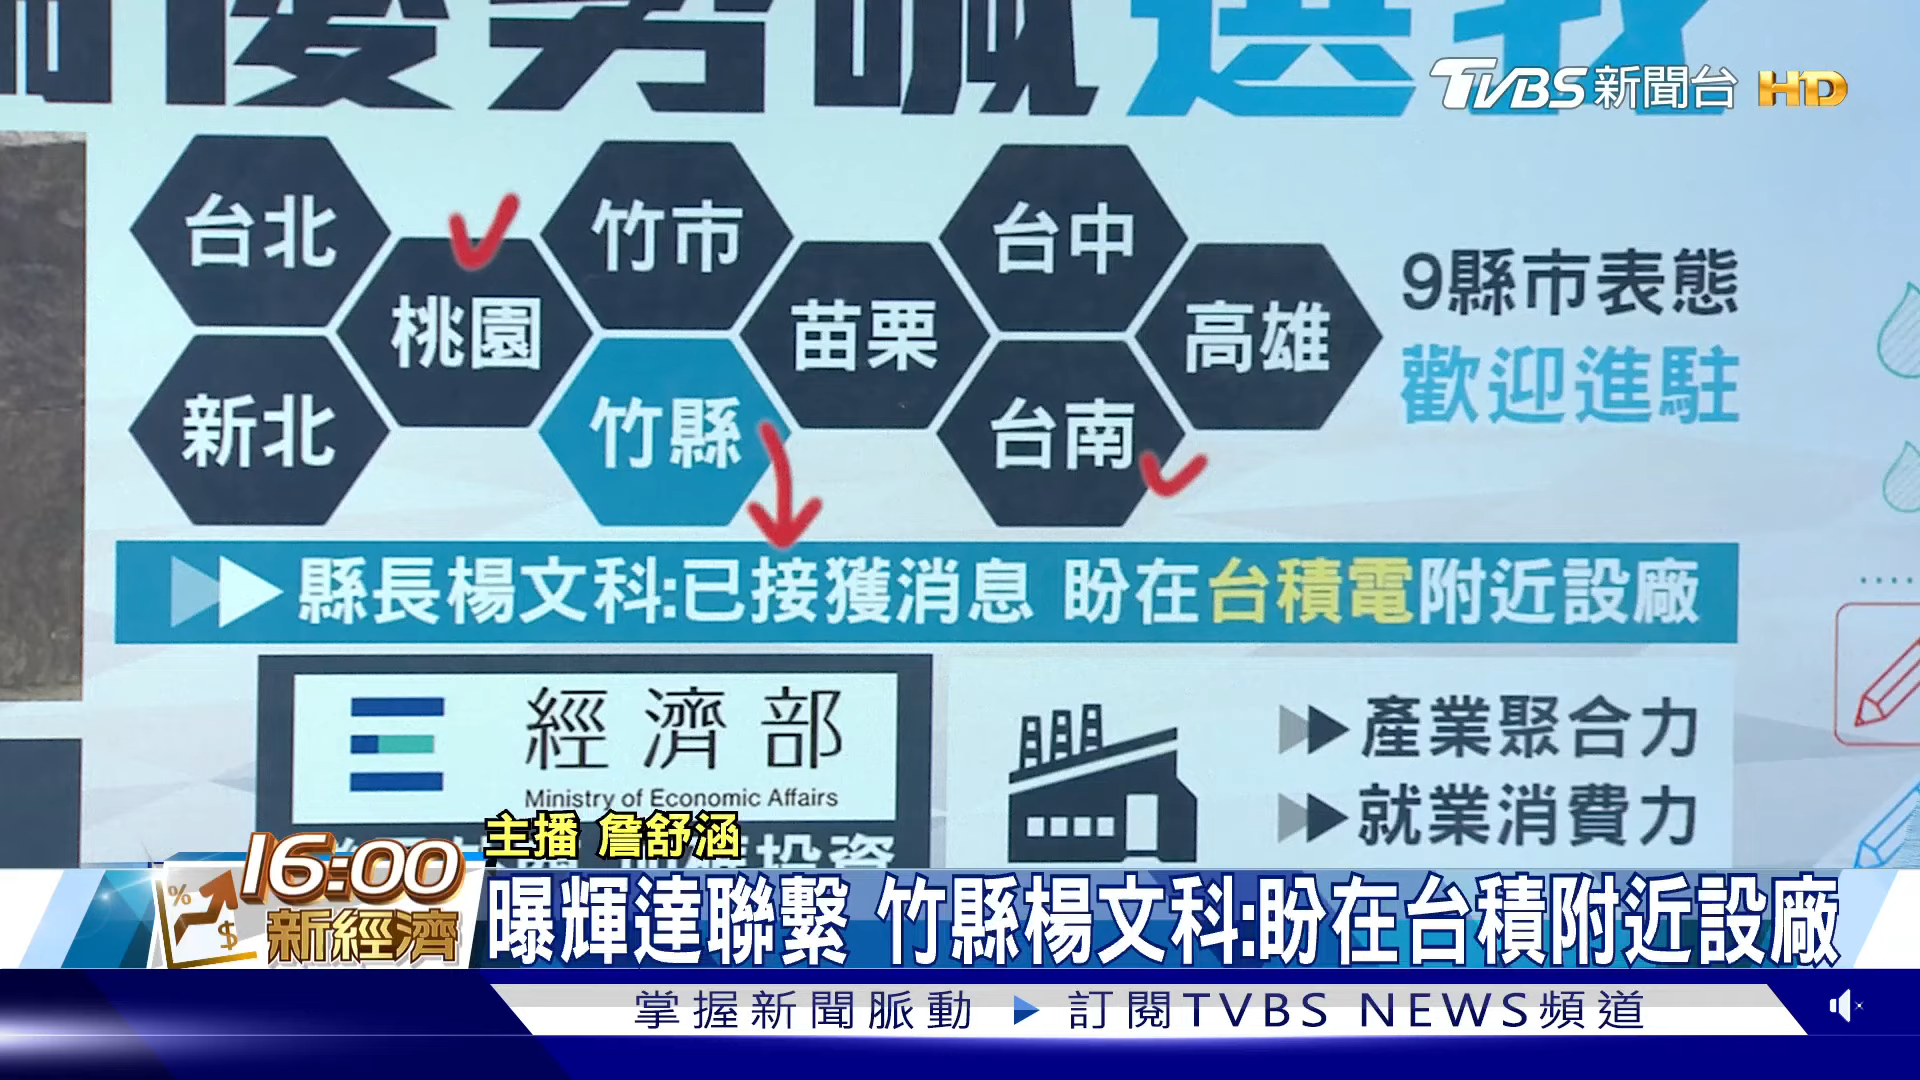 優勢喊選我
TVBS新聞台 HD
台北 竹市 台中
桃園 苗栗 高雄
新北 竹縣 台南
9縣市表態
歡迎進駐
縣長楊文科:已接獲消息 盼在台積電附近設廠
經濟部
Ministry of Economic Affairs
產業聚合力
就業消費力
主播 詹舒涵
16:00
新經濟
曝輝達聯繫 竹縣楊文科:盼在台積附近設廠
掌握新聞脈動 訂閱TVBS NEWS頻道